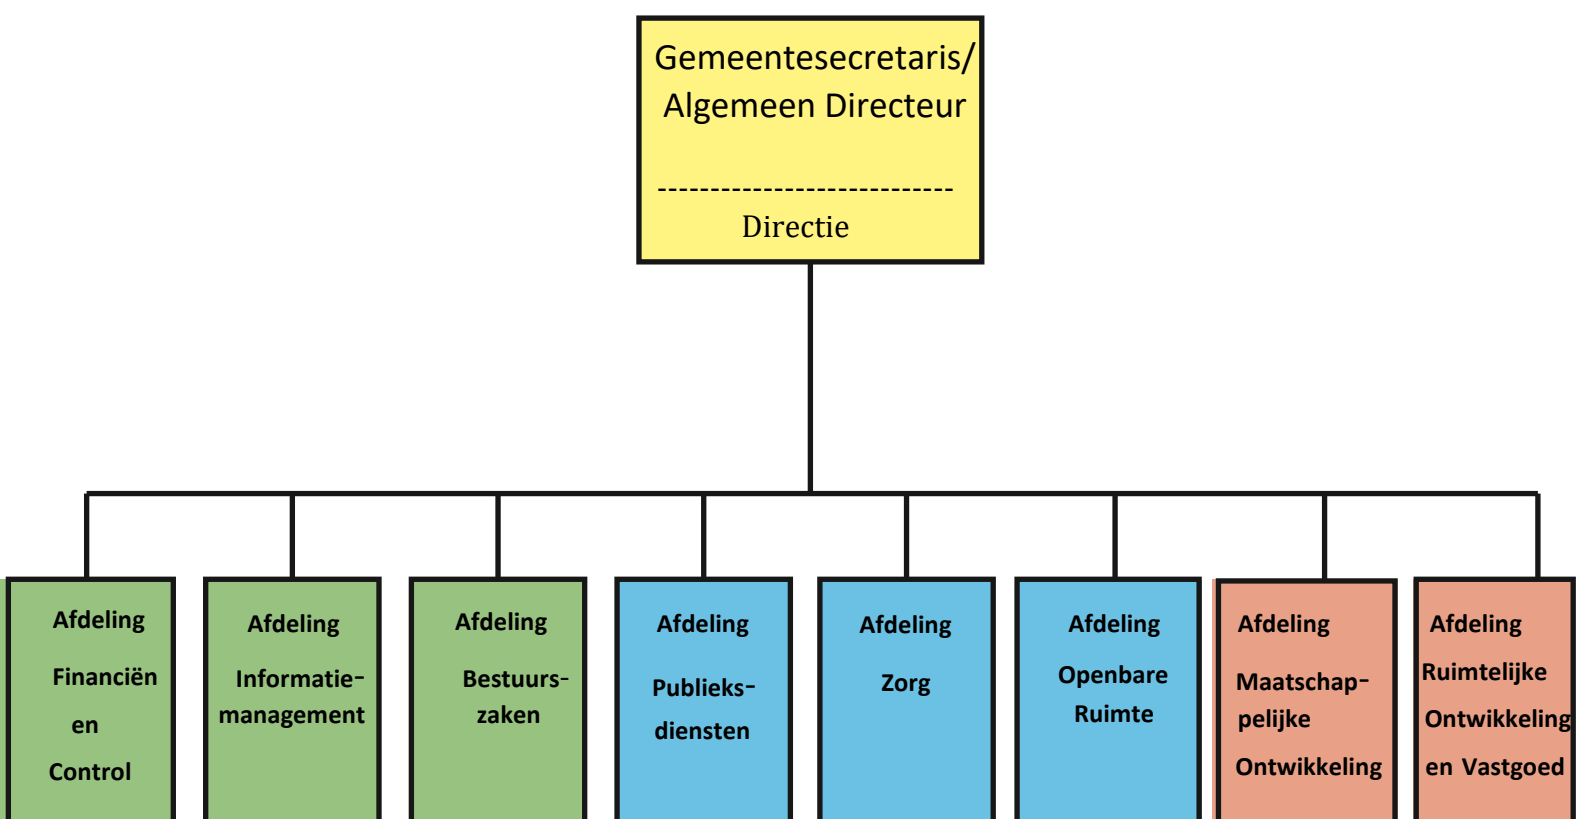 Gemeentesecretaris/
Algemeen Directeur
----------------------------
Directie
Afdeling
Financiën
en
Control
Afdeling
Informatie-
management
Afdeling
Bestuurs-
zaken
Afdeling
Publieks-
diensten
Afdeling
Zorg
Afdeling
Openbare
Ruimte
Afdeling
Maatschap-
pelijke
Ontwikkeling
Afdeling
Ruimtelijke
Ontwikkeling
en Vastgoed